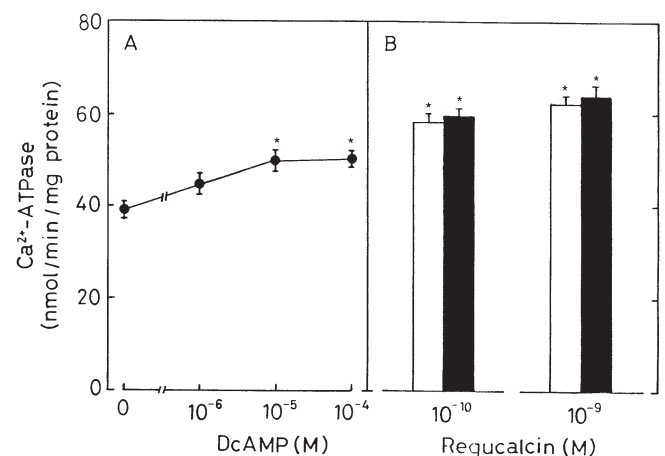 80
A
B
60
40
20
0
Ca²⁺-ATPase
(nmol/min/mg protein)
*
*
*
*
*
*
0
10⁻⁶
10⁻⁵
10⁻⁴
DcAMP (M)
10⁻¹⁰
10⁻⁹
Regucalcin (M)